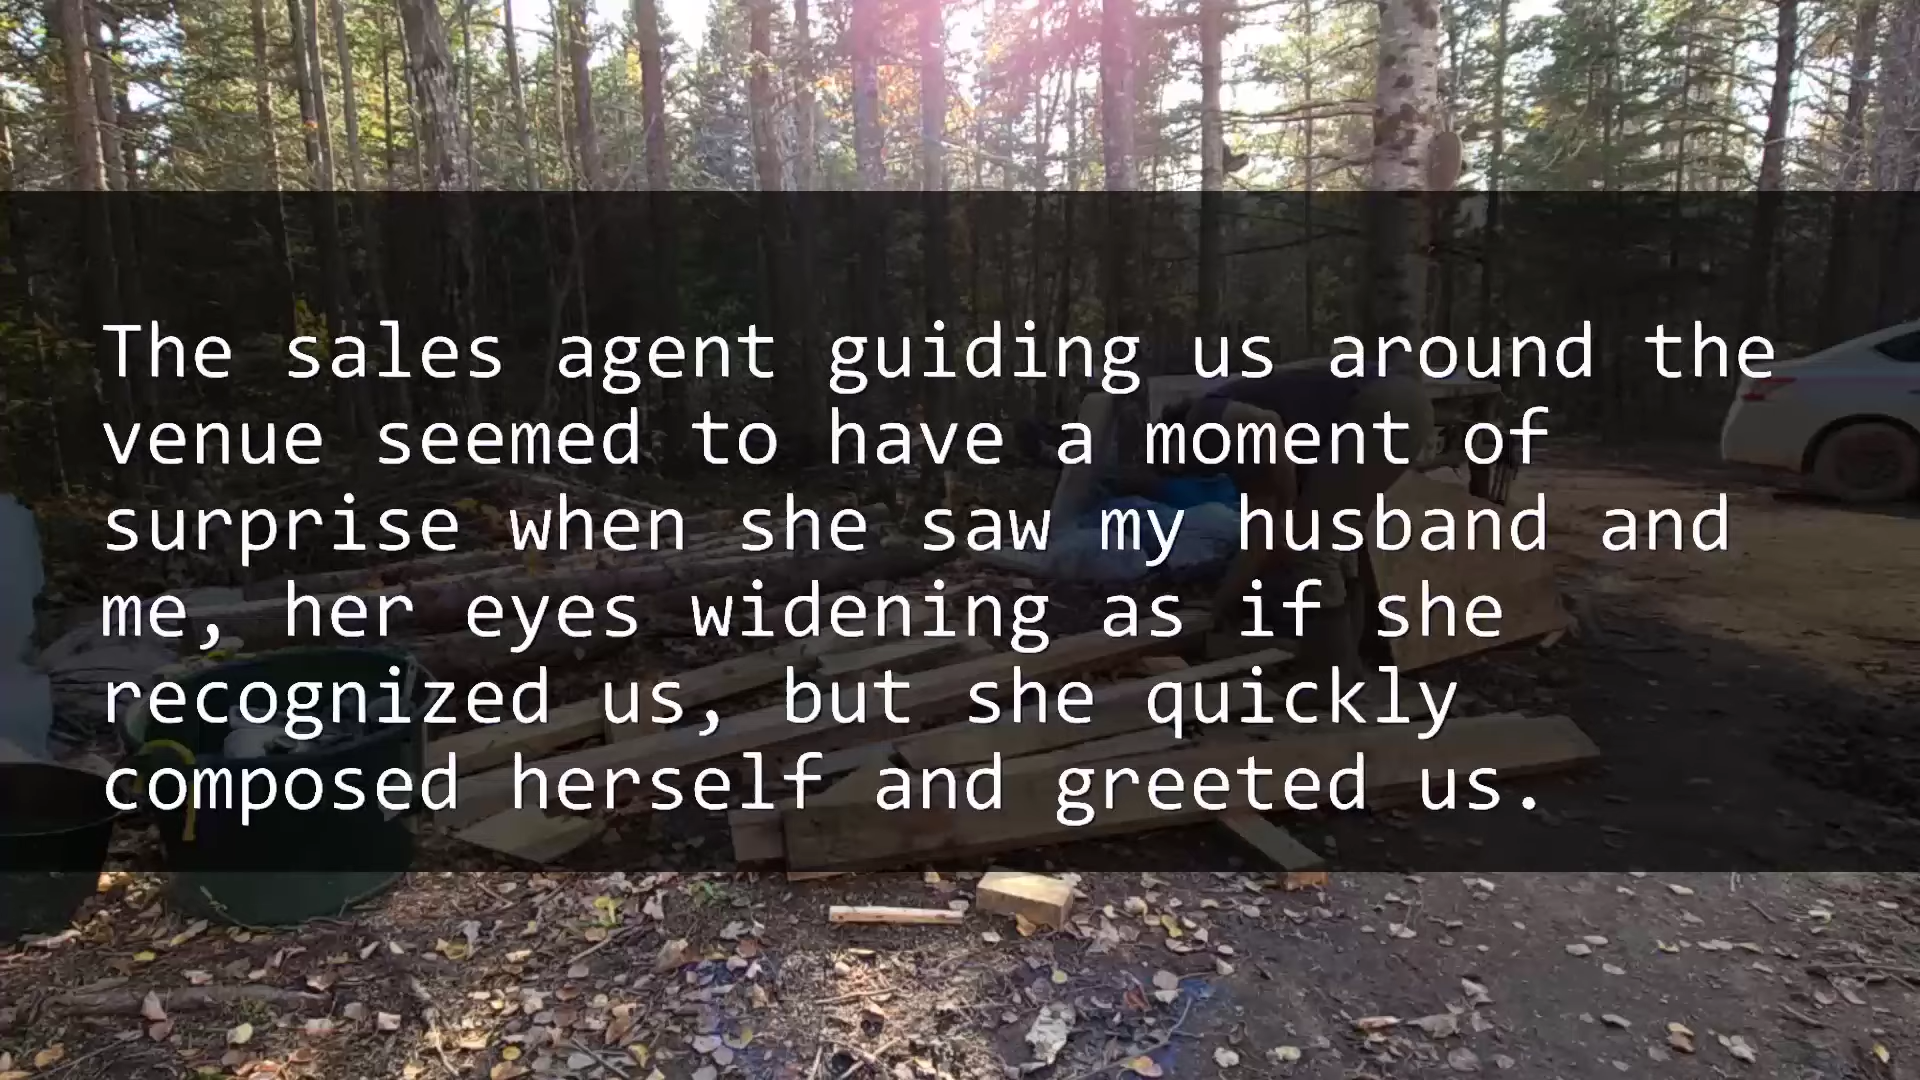 The sales agent guiding us around the
venue seemed to have a moment of
surprise when she saw my husband and
me, her eyes widening as if she
recognized us, but she quickly
composed herself and greeted us.